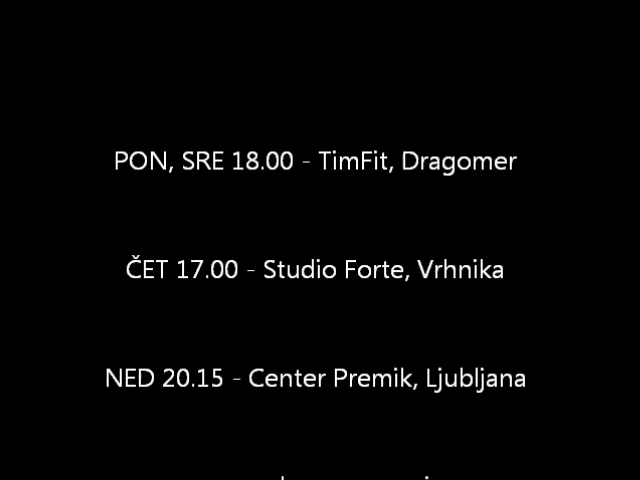 PON, SRE 18.00 - TimFit, Dragomer
ČET 17.00 - Studio Forte, Vrhnika
NED 20.15 - Center Premik, Ljubljana